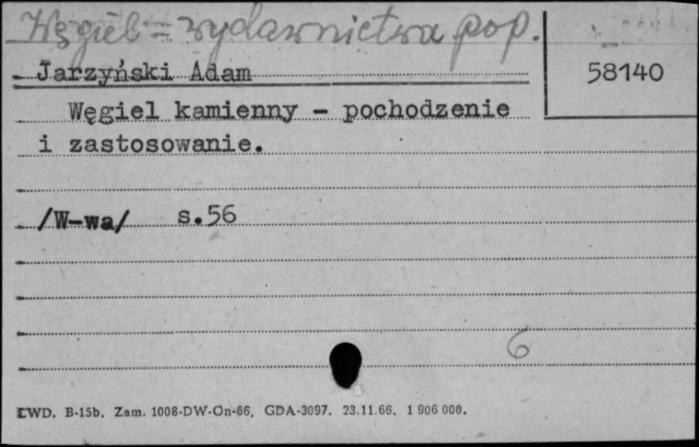 Węgiel - wydawnictwa pop.
58140
Jarzyński Adam
Węgiel kamienny - pochodzenie
i zastosowanie.
/W-wa/ s.56
6
LWD. B-15b. Zam. 1008-DW-On-66. GDA-3097. 23.11.66. 1 906 000.